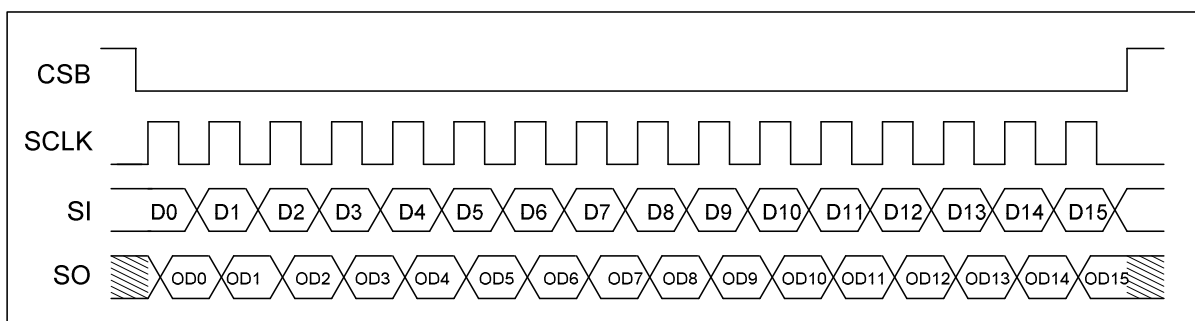 CSB
SCLK
SI D0 D1 D2 D3 D4 D5 D6 D7 D8 D9 D10 D11 D12 D13 D14 D15
SO OD0 OD1 OD2 OD3 OD4 OD5 OD6 OD7 OD8 OD9 OD10 OD11 OD12 OD13 OD14 OD15